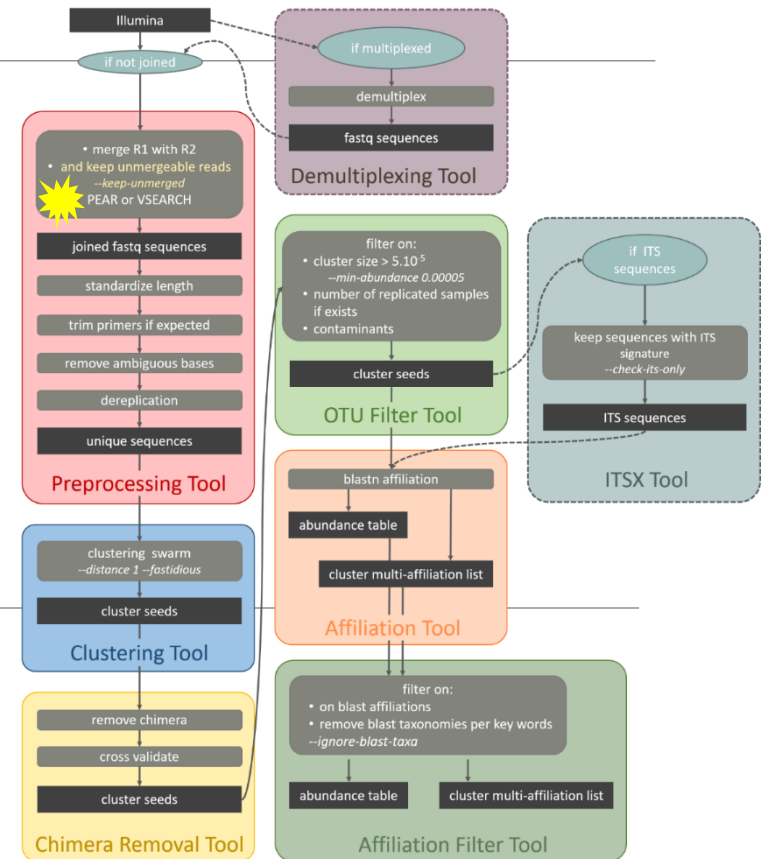 Illumina
if not joined
if multiplexed
demultiplex
fastq sequences
Demultiplexing Tool
• merge R1 with R2
• and keep unmergeable reads
--keep-unmerged
PEAR or VSEARCH
joined fastq sequences
standardize length
trim primers if expected
remove ambiguous bases
dereplication
unique sequences
Preprocessing Tool
clustering swarm
--distance 1 --fastidious
cluster seeds
Clustering Tool
remove chimera
cross validate
cluster seeds
Chimera Removal Tool
filter on:
• cluster size > 5.10⁻⁵
--min-abundance 0.00005
• number of replicated samples
if exists
• contaminants
cluster seeds
OTU Filter Tool
if ITS
sequences
keep sequences with ITS
signature
--check-its-only
ITS sequences
ITSX Tool
blastn affiliation
abundance table
cluster multi-affiliation list
Affiliation Tool
filter on:
• on blast affiliations
• remove blast taxonomies per key words
--ignore-blast-taxa
abundance table
cluster multi-affiliation list
Affiliation Filter Tool